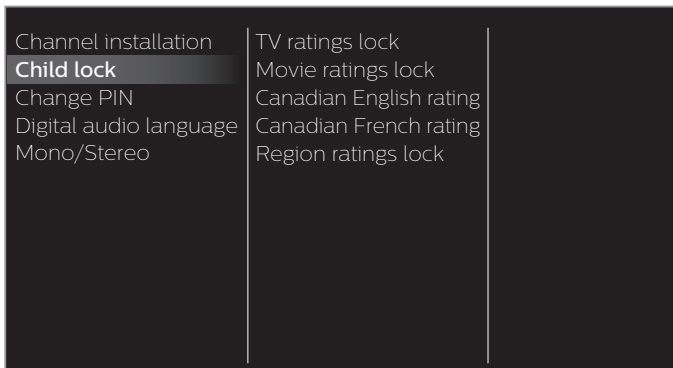 Channel installation
Child lock
Change PIN
Digital audio language
Mono/Stereo
TV ratings lock
Movie ratings lock
Canadian English rating
Canadian French rating
Region ratings lock